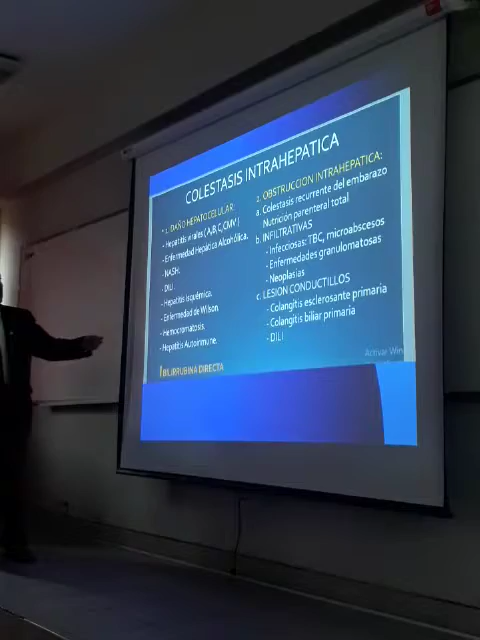 COLESTASIS INTRAHEPATICA
1. DAÑO HEPATOCELULAR:
- Hepatitis virales ( A,B,C,CMV )
- Enfermedad Hepática Alcohólica.
- NASH.
- DILI
- Hepatitis Isquémica.
- Enfermedad de Wilson.
- Hemocromatosis.
- Hepatitis Autoinmune.
↑BILIRRUBINA DIRECTA
2. OBSTRUCCION INTRAHEPATICA:
a. Colestasis recurrente del embarazo
Nutrición parenteral total
b. INFILTRATIVAS
- Infecciosas: TBC, microabscesos
- Enfermedades granulomatosas
- Neoplasias
c. LESION CONDUCTILLOS
- Colangitis esclerosante primaria
- Colangitis biliar primaria
- DILI
Activar Win